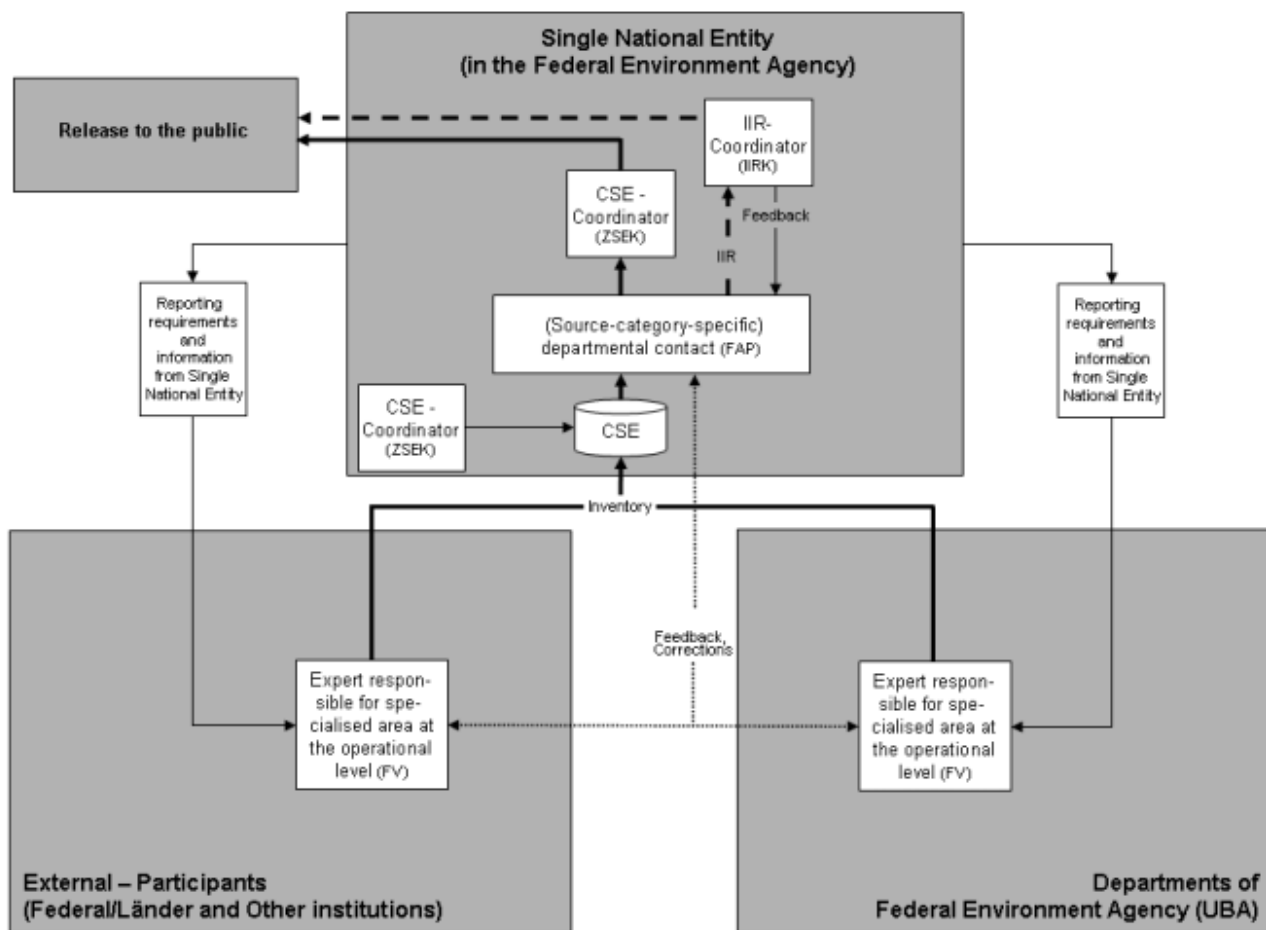 Single National Entity
(in the Federal Environment Agency)
Release to the public
IIR-
Coordinator
(IIRK)
CSE -
Coordinator
(ZSEK)
Feedback
IIR
Reporting
requirements
and
information
from Single
National Entity
Reporting
requirements
and
information
from Single
National Entity
(Source-category-specific)
departmental contact (FAP)
CSE -
Coordinator
(ZSEK)
CSE
Inventory
Feedback,
Corrections
Expert respon-
sible for spe-
cialised area at
the operational
level (FV)
Expert respon-
sible for spe-
cialised area at
the operational
level (FV)
External – Participants
(Federal/Länder and Other institutions)
Departments of
Federal Environment Agency (UBA)